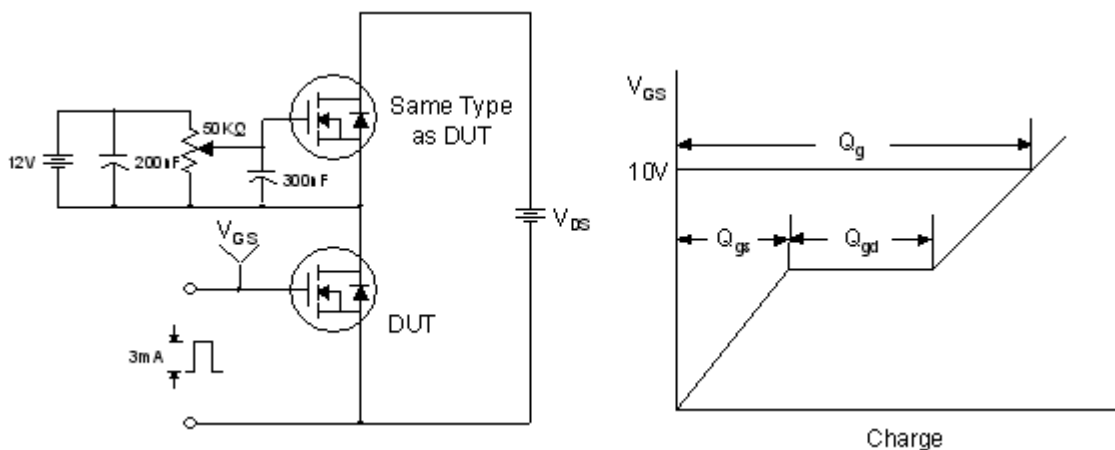 Same Type
as DUT
50KΩ
12V
200nF
300nF
V_GS
V_DS
DUT
3mA
V_GS
10V
Q_g
Q_gs
Q_gd
Charge